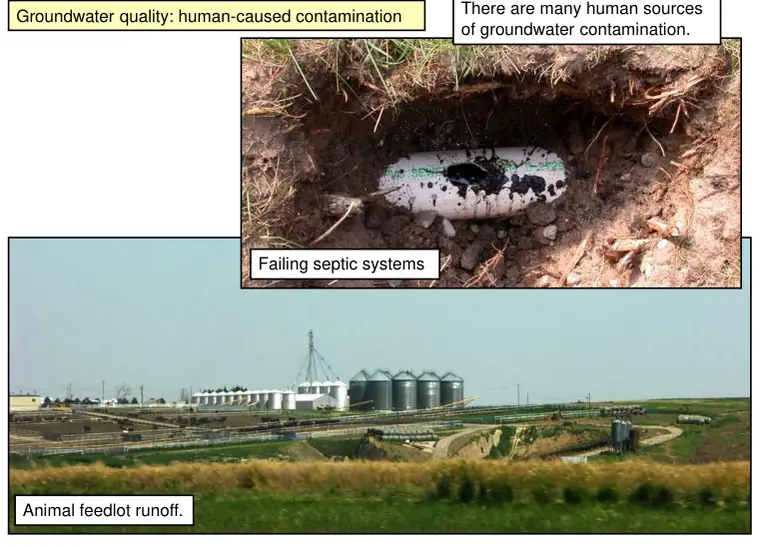 Groundwater quality: human-caused contamination
There are many human sources
of groundwater contamination.
Failing septic systems
Animal feedlot runoff.